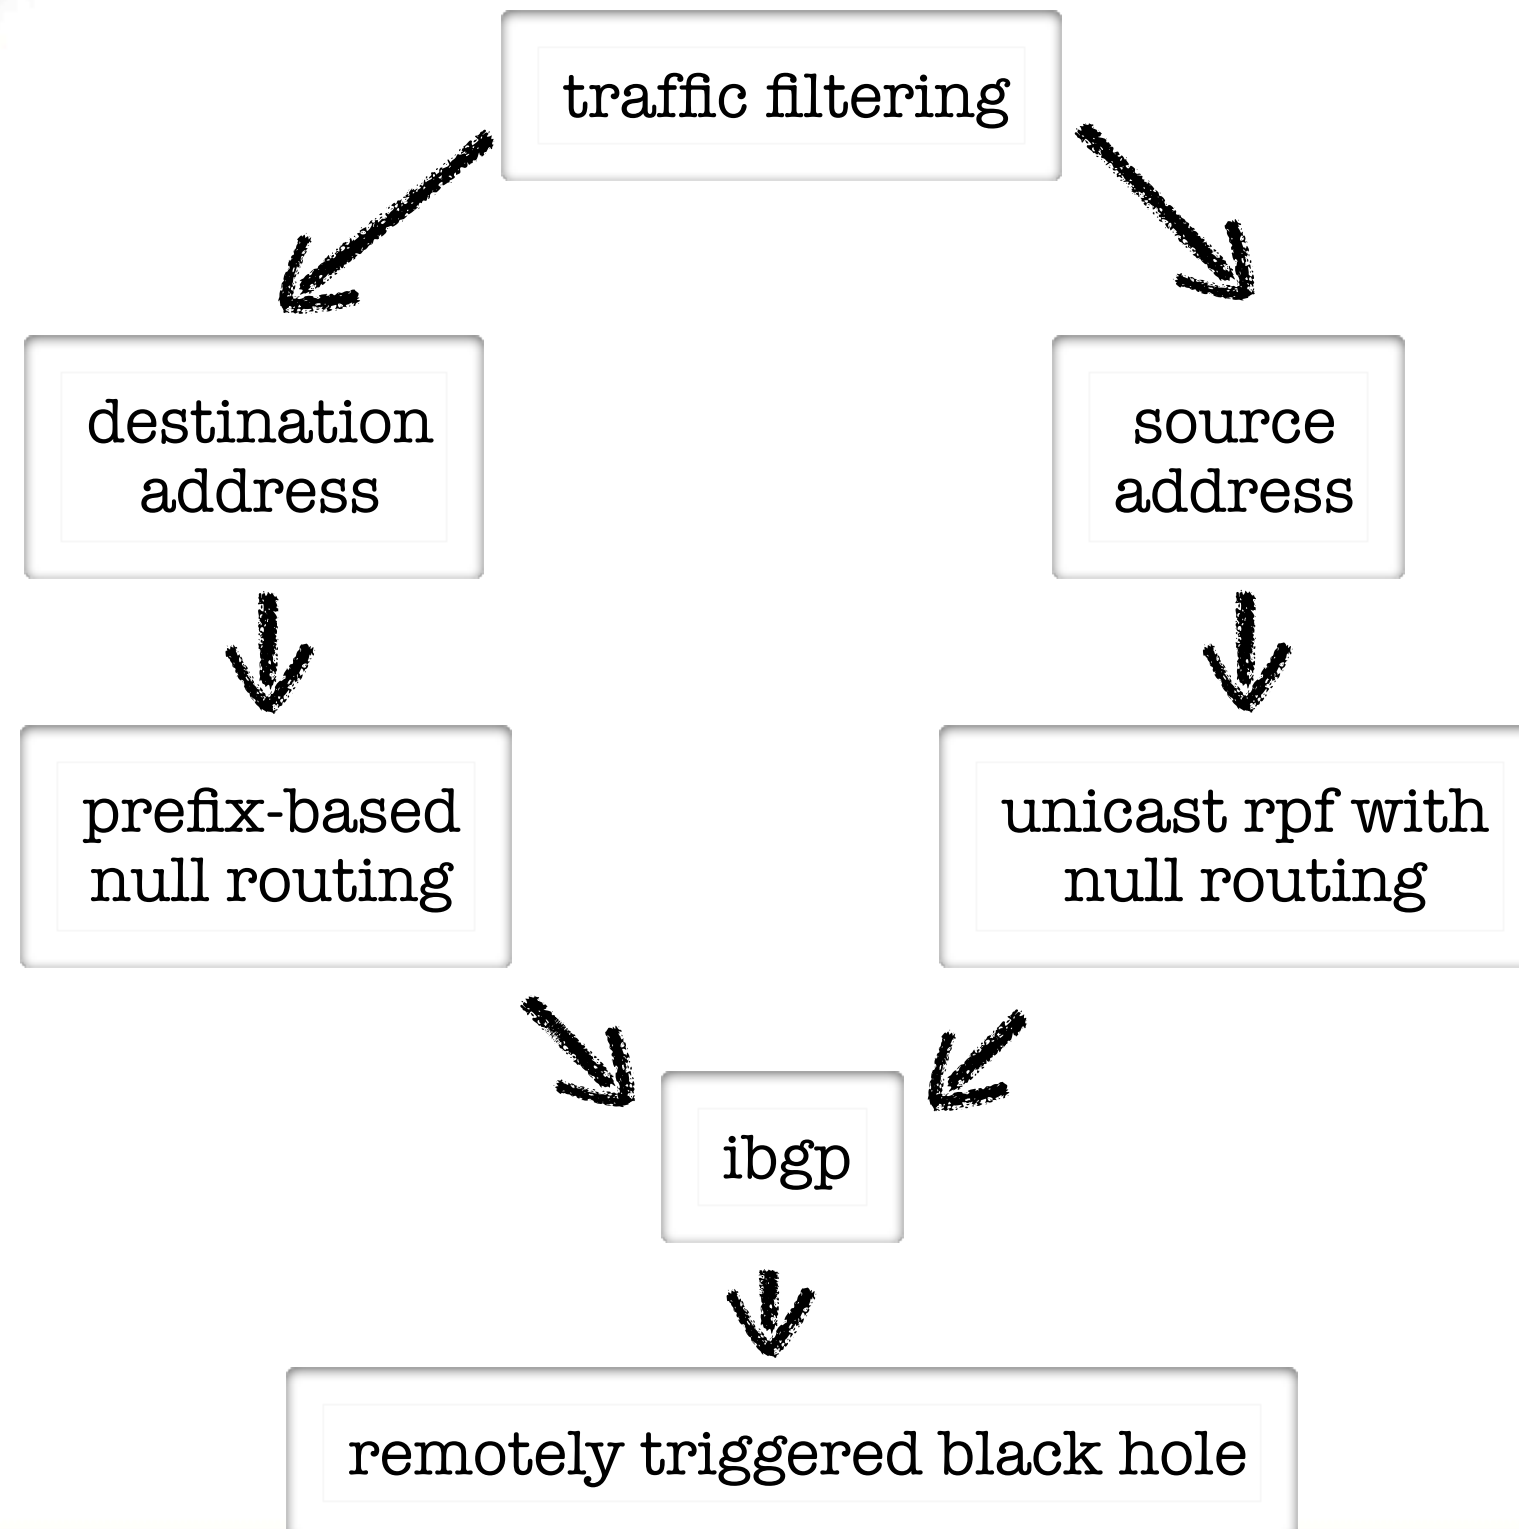 traffic filtering
destination
address
source
address
prefix-based
null routing
unicast rpf with
null routing
ibgp
remotely triggered black hole